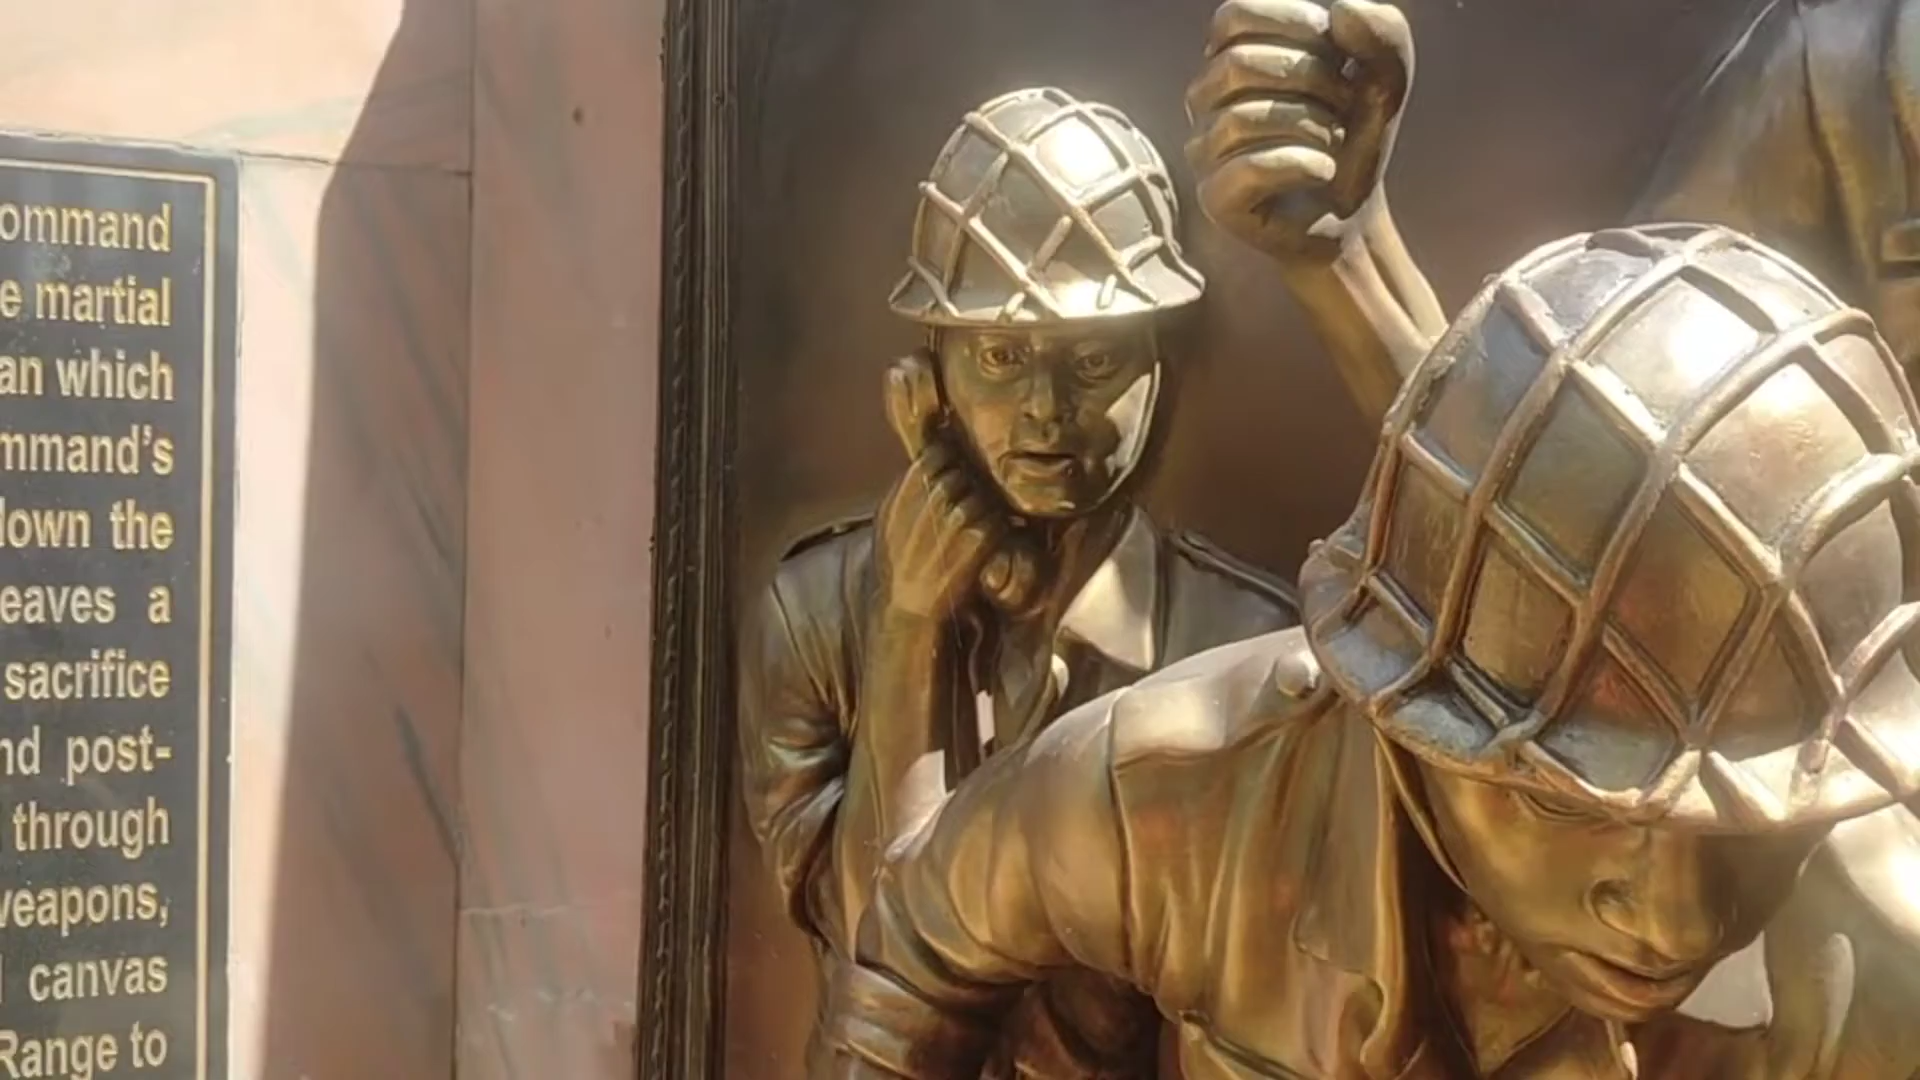 ommand
e martial
an which
mmand's
down the
eaves a
sacrifice
nd post-
through
weapons,
canvas
Range to